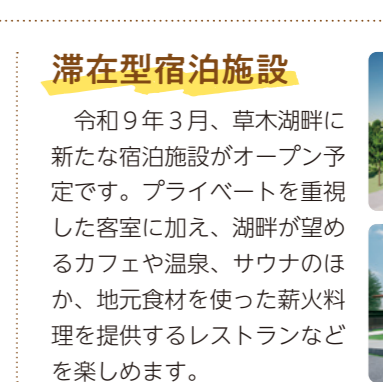 滞在型宿泊施設
　令和９年３月、草木湖畔に
新たな宿泊施設がオープン予
定です。プライベートを重視
した客室に加え、湖畔が望め
るカフェや温泉、サウナのほ
か、地元食材を使った薪火料
理を提供するレストランなど
を楽しめます。